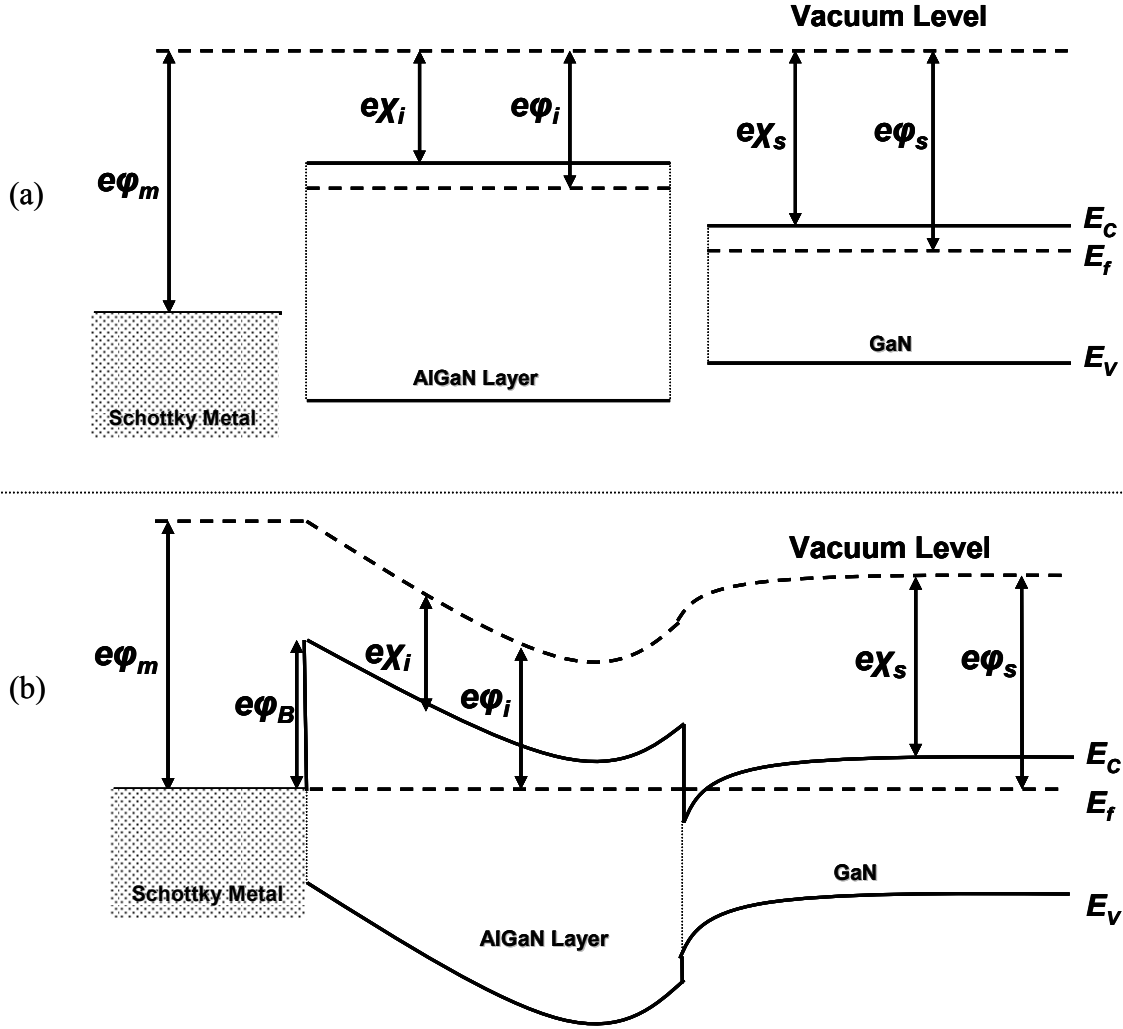 Vacuum Level
eχi
eφi
eχs
eφs
(a)
eφm
EC
Ef
GaN
EV
AlGaN Layer
Schottky Metal
Vacuum Level
eφm
eχi
eχs
eφs
(b)
eφB
eφi
EC
Ef
GaN
Schottky Metal
EV
AlGaN Layer